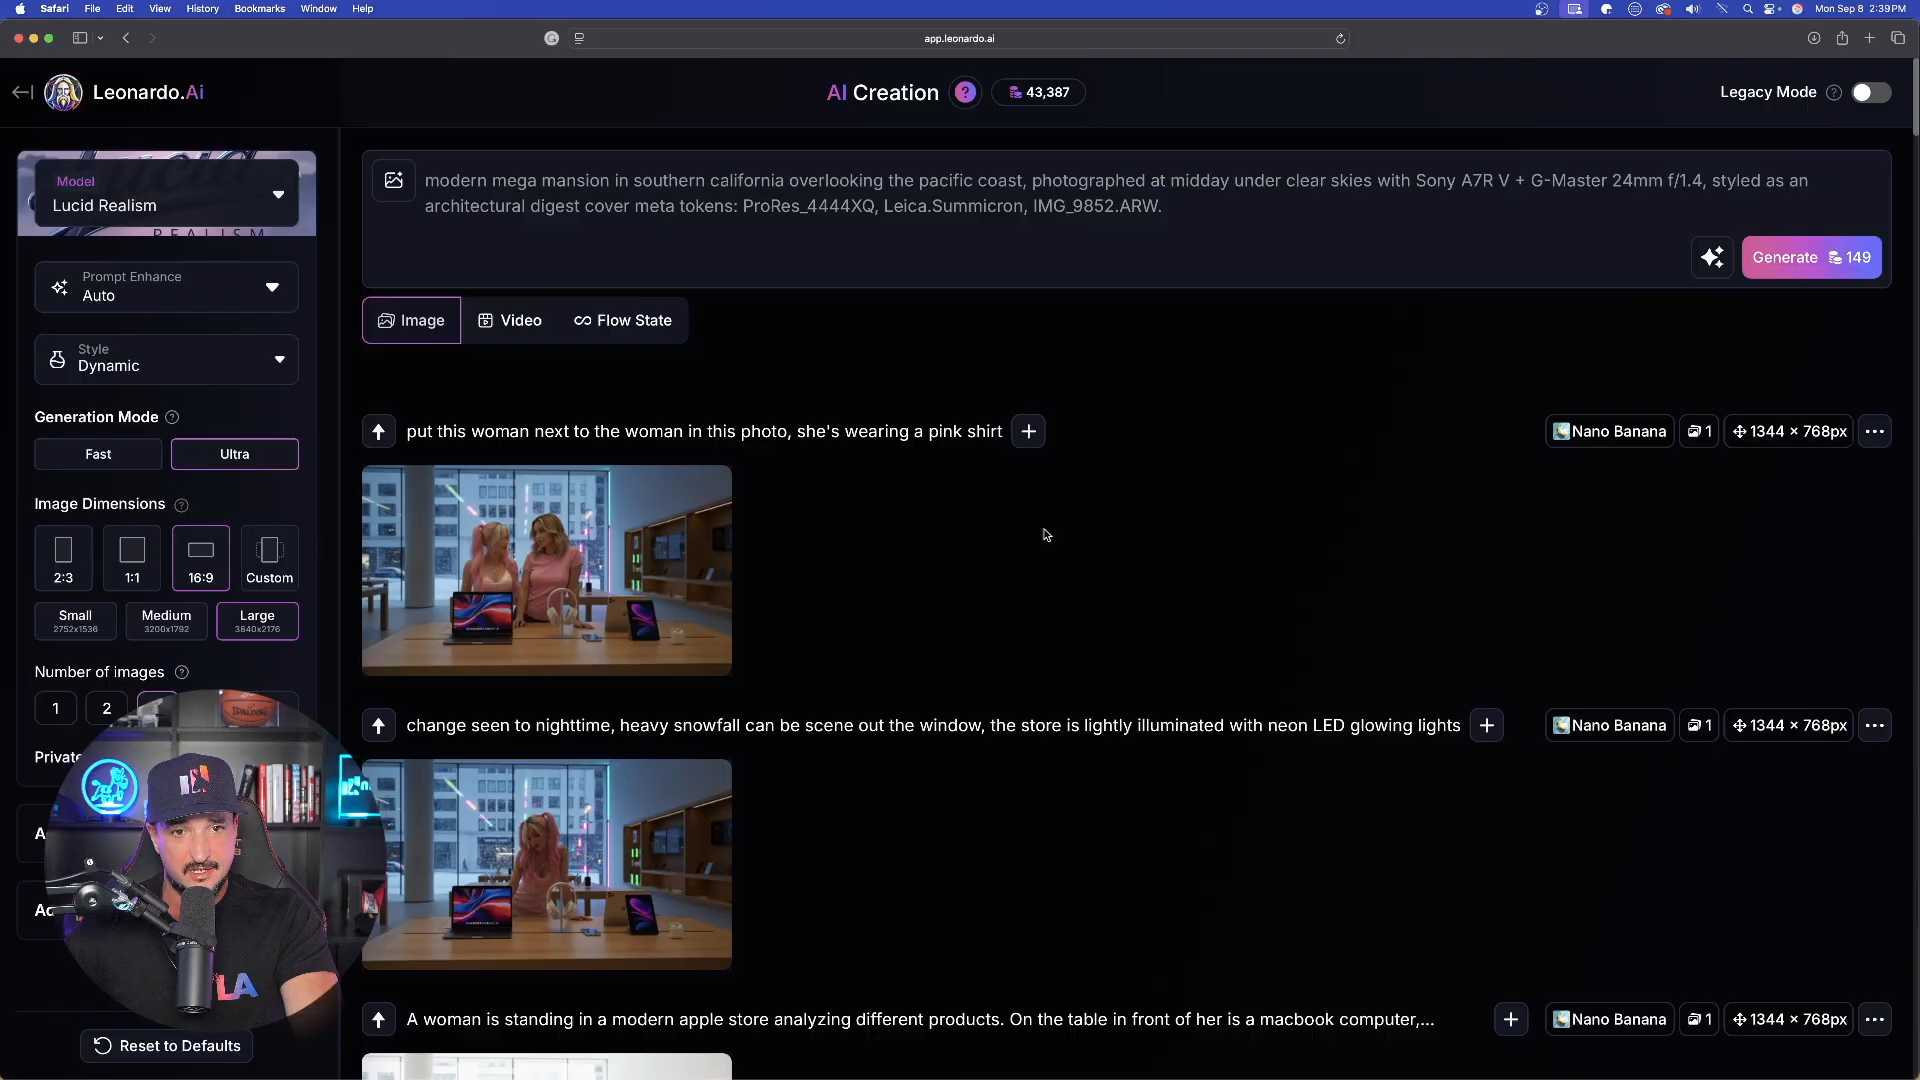 Safari File Edit View History Bookmarks Window Help Mon Sep 8 2:39 PM
app.leonardo.ai
Leonardo.Ai
AI Creation ? 43,387
Legacy Mode ?
Model
Lucid Realism
REALISM
Prompt Enhance
Auto
Style
Dynamic
Generation Mode ?
Fast Ultra
Image Dimensions ?
2:3 1:1 16:9 Custom
Small Medium Large
2752x1536 3200x1792 3840x2176
Number of images ?
1 2
Private
SPALDING
LA
Reset to Defaults
modern mega mansion in southern california overlooking the pacific coast, photographed at midday under clear skies with Sony A7R V + G-Master 24mm f/1.4, styled as an
architectural digest cover meta tokens: ProRes_4444XQ, Leica.Summicron, IMG_9852.ARW.
Generate 149
Image Video Flow State
put this woman next to the woman in this photo, she's wearing a pink shirt
Nano Banana 1 1344 × 768px
change seen to nighttime, heavy snowfall can be scene out the window, the store is lightly illuminated with neon LED glowing lights
Nano Banana 1 1344 × 768px
A woman is standing in a modern apple store analyzing different products. On the table in front of her is a macbook computer,...
Nano Banana 1 1344 × 768px